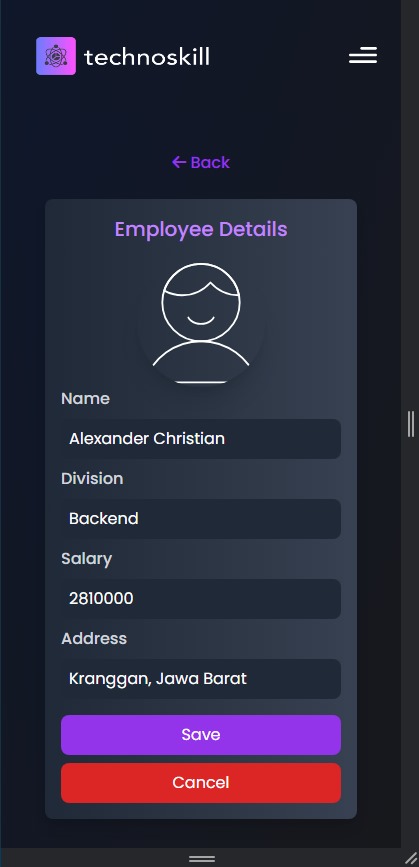 technoskill
← Back
Employee Details
Name
Alexander Christian
Division
Backend
Salary
2810000
Address
Kranggan, Jawa Barat
Save
Cancel